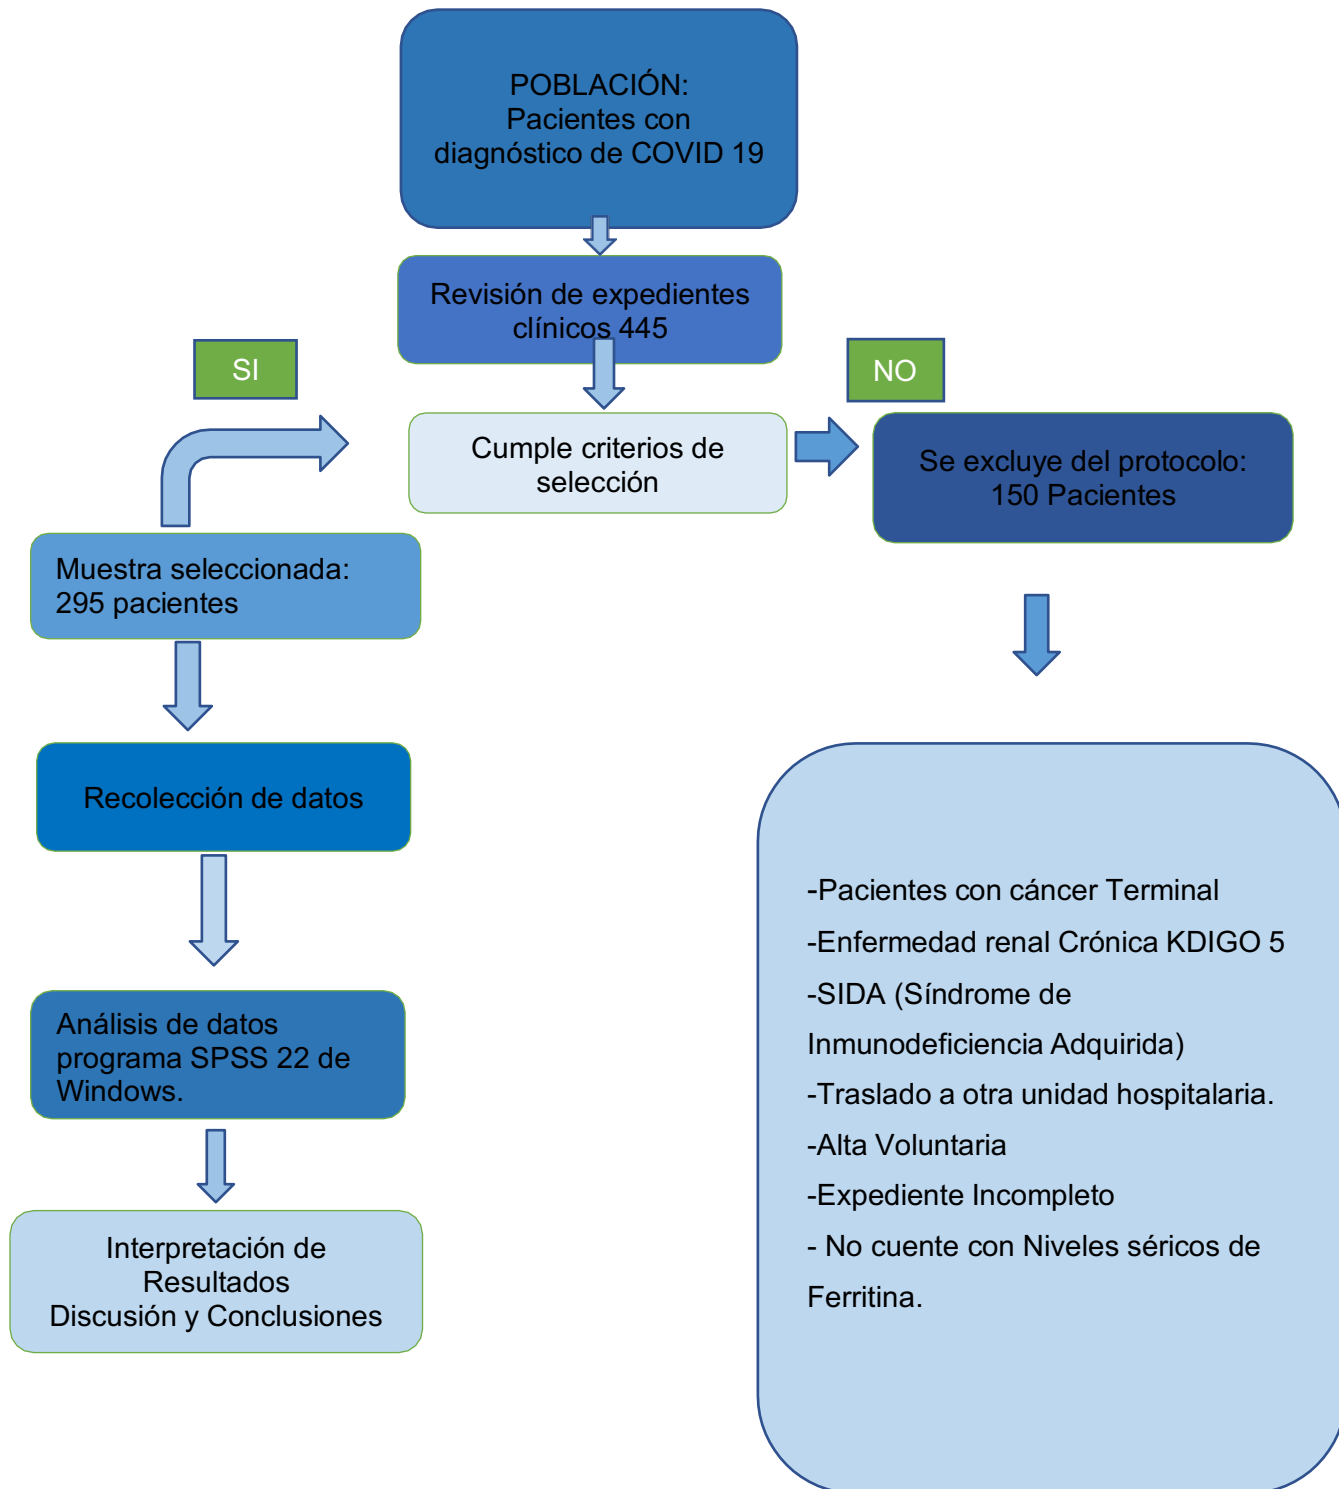 POBLACIÓN:
Pacientes con
diagnóstico de COVID 19
Revisión de expedientes
clínicos 445
SI
NO
Cumple criterios de
selección
Se excluye del protocolo:
150 Pacientes
Muestra seleccionada:
295 pacientes
Recolección de datos
Análisis de datos
programa SPSS 22 de
Windows.
Interpretación de
Resultados
Discusión y Conclusiones
-Pacientes con cáncer Terminal
-Enfermedad renal Crónica KDIGO 5
-SIDA (Síndrome de
Inmunodeficiencia Adquirida)
-Traslado a otra unidad hospitalaria.
-Alta Voluntaria
-Expediente Incompleto
- No cuente con Niveles séricos de
Ferritina.